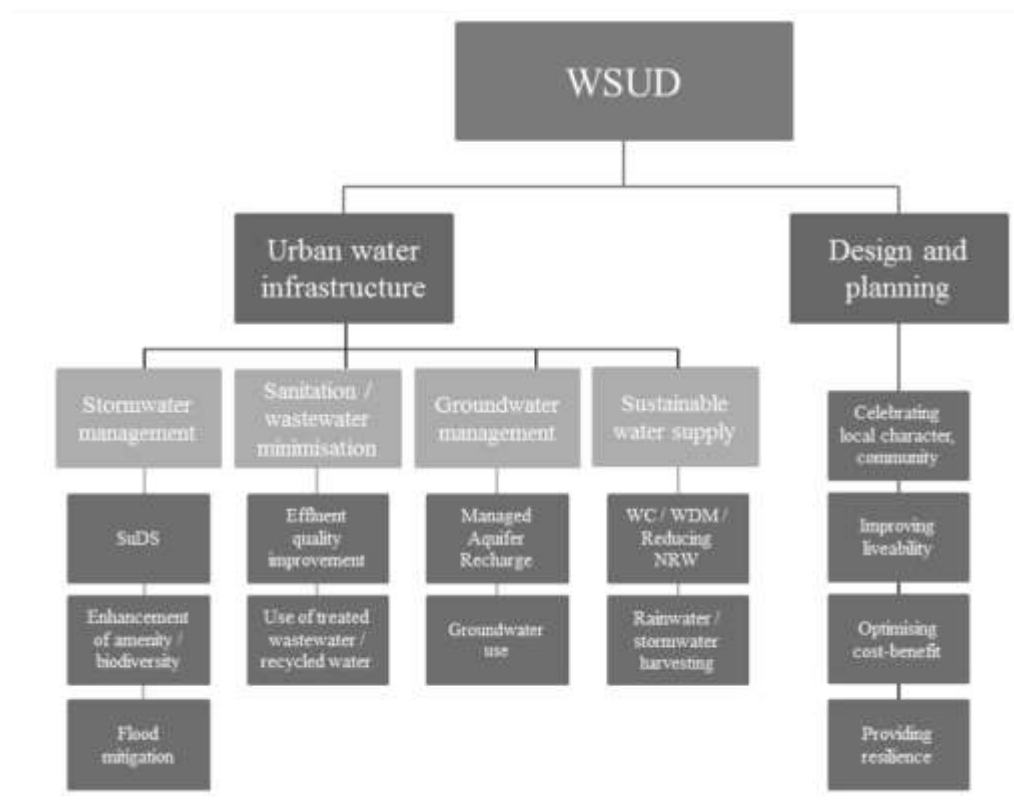 WSUD
Urban water
infrastructure
Design and
planning
Stormwater
management
Sanitation /
wastewater
minimisation
Groundwater
management
Sustainable
water supply
Celebrating
local character,
community
SuDS
Effluent
quality
improvement
Managed
Aquifer
Recharge
WC / WDM /
Reducing
NRW
Improving
liveability
Enhancement
of amenity /
biodiversity
Use of treated
wastewater /
recycled water
Groundwater
use
Rainwater /
stormwater
harvesting
Optimising
cost-benefit
Flood
mitigation
Providing
resilience